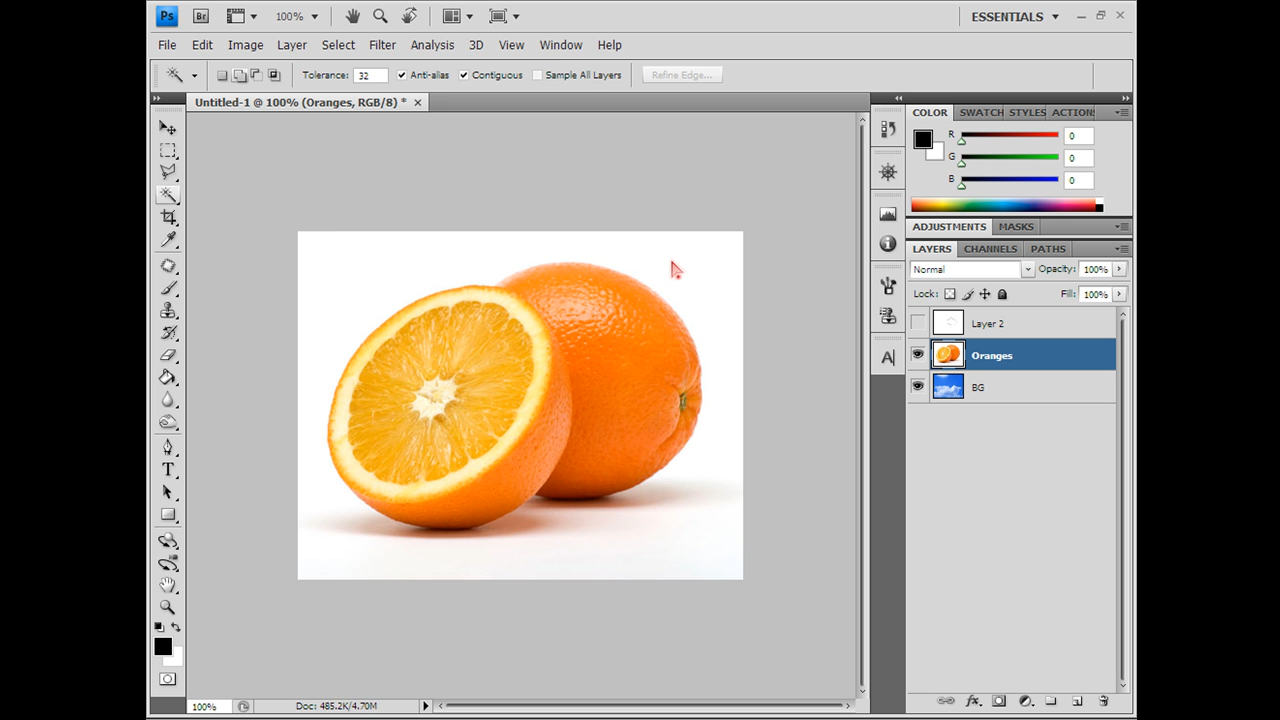 Ps Br 100% ESSENTIALS
File Edit Image Layer Select Filter Analysis 3D View Window Help
Tolerance: 32 Anti-alias Contiguous Sample All Layers Refine Edge...
Untitled-1 @ 100% (Oranges, RGB/8) *
COLOR SWATCH STYLES ACTIONS
R 0
G 0
B 0
ADJUSTMENTS MASKS
LAYERS CHANNELS PATHS
Normal Opacity: 100%
Lock: Fill: 100%
Layer 2
Oranges
BG
T
A
100% Doc: 485.2K/4.70M
fx